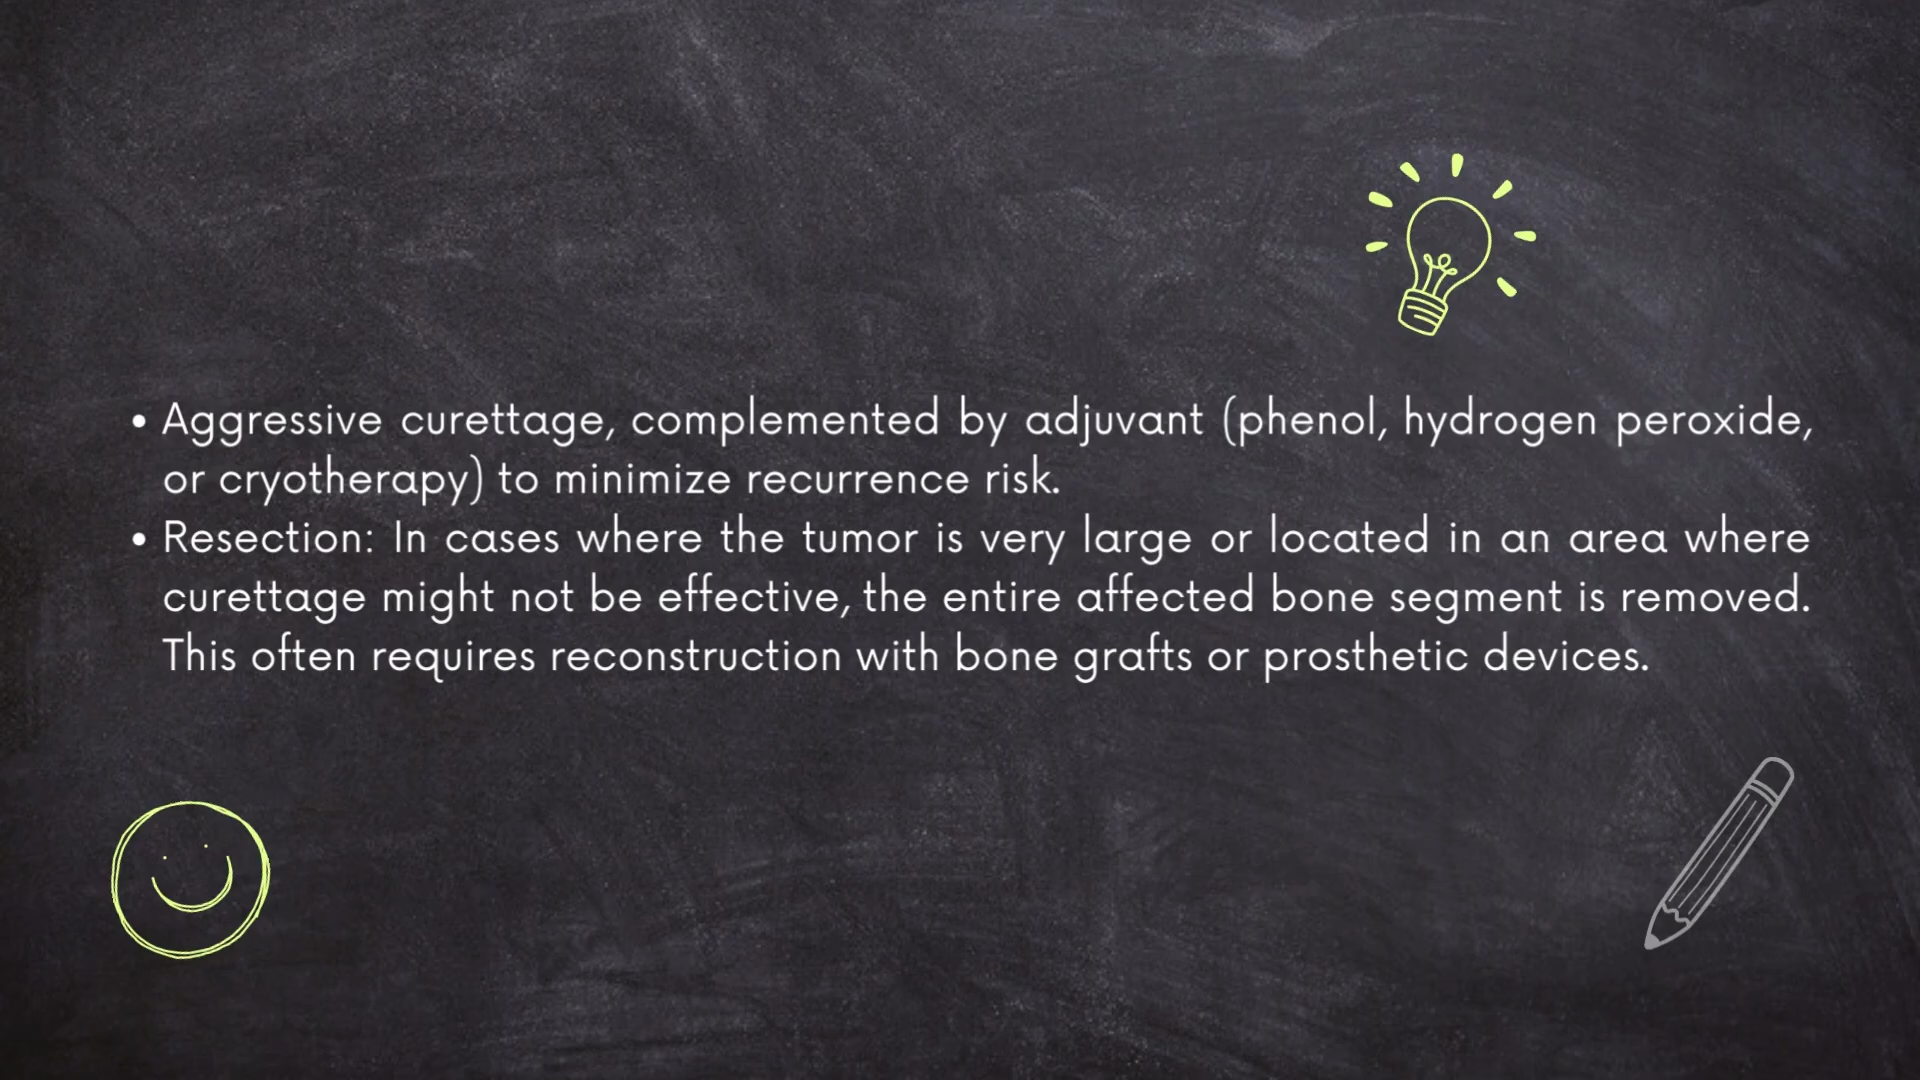 • Aggressive curettage, complemented by adjuvant (phenol, hydrogen peroxide,
or cryotherapy) to minimize recurrence risk.
• Resection: In cases where the tumor is very large or located in an area where
curettage might not be effective, the entire affected bone segment is removed.
This often requires reconstruction with bone grafts or prosthetic devices.